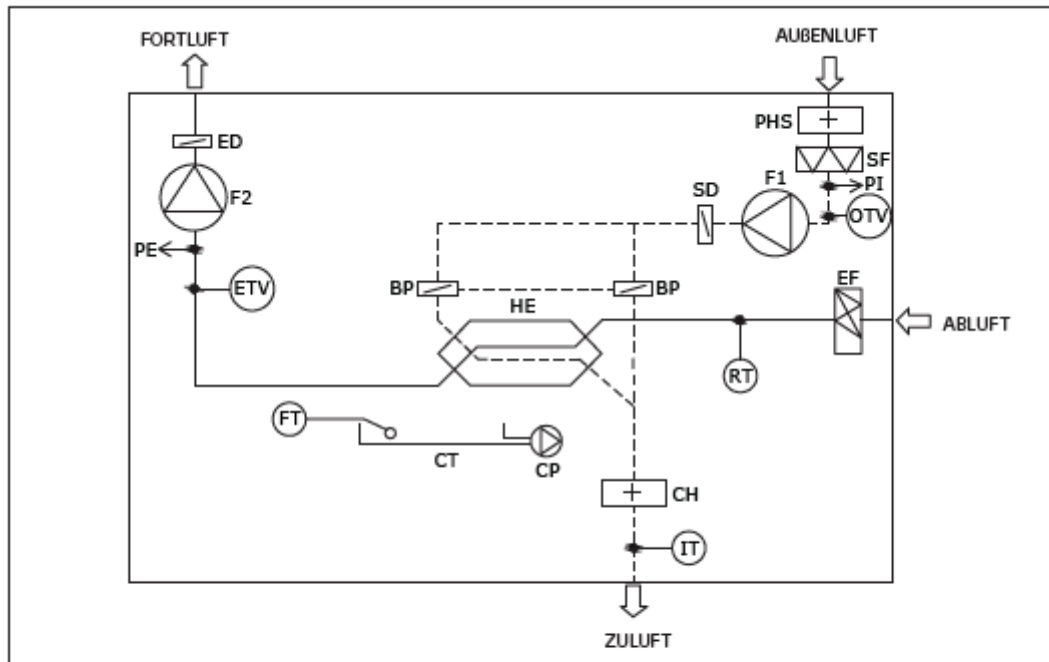 FORTLUFT
AUßENLUFT
PHS
ED
SF
F1
PI
SD
F2
OTV
PE
EF
ETV
BP
BP
HE
ABLUFT
RT
FT
CT
CP
CH
IT
ZULUFT